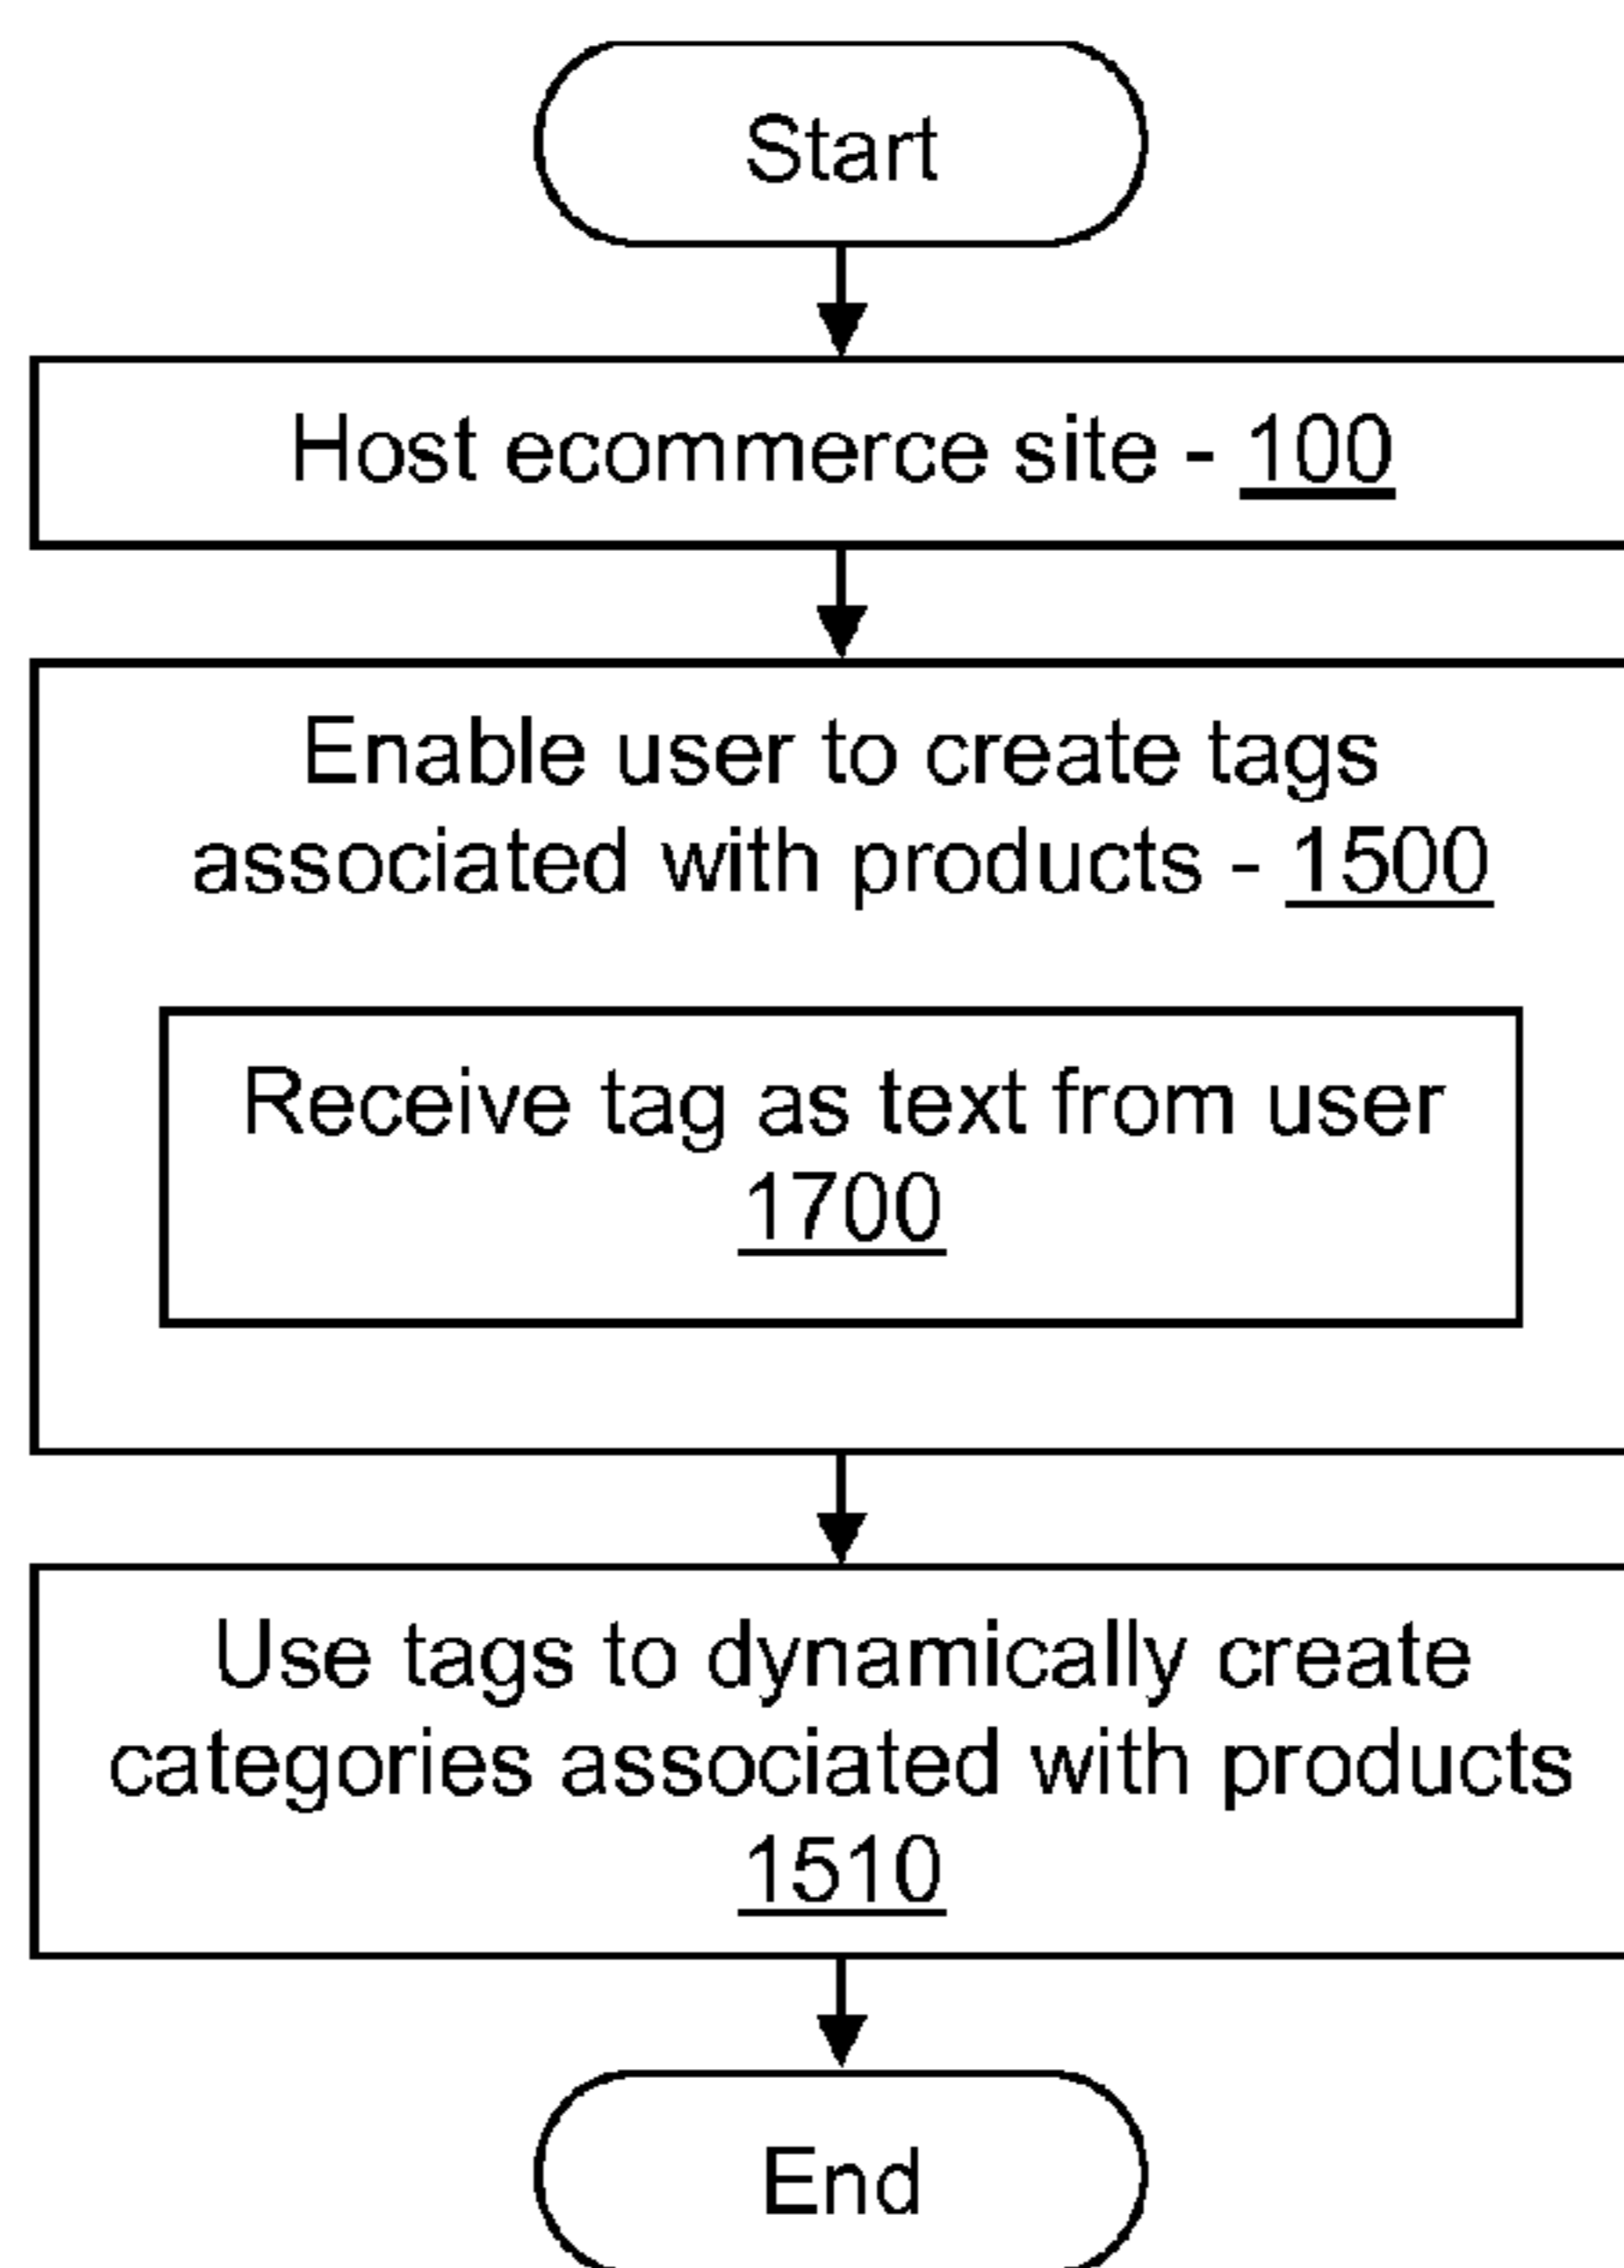 Start
Host ecommerce site - 100
Enable user to create tags
associated with products - 1500
Receive tag as text from user
1700
Use tags to dynamically create
categories associated with products
1510
End